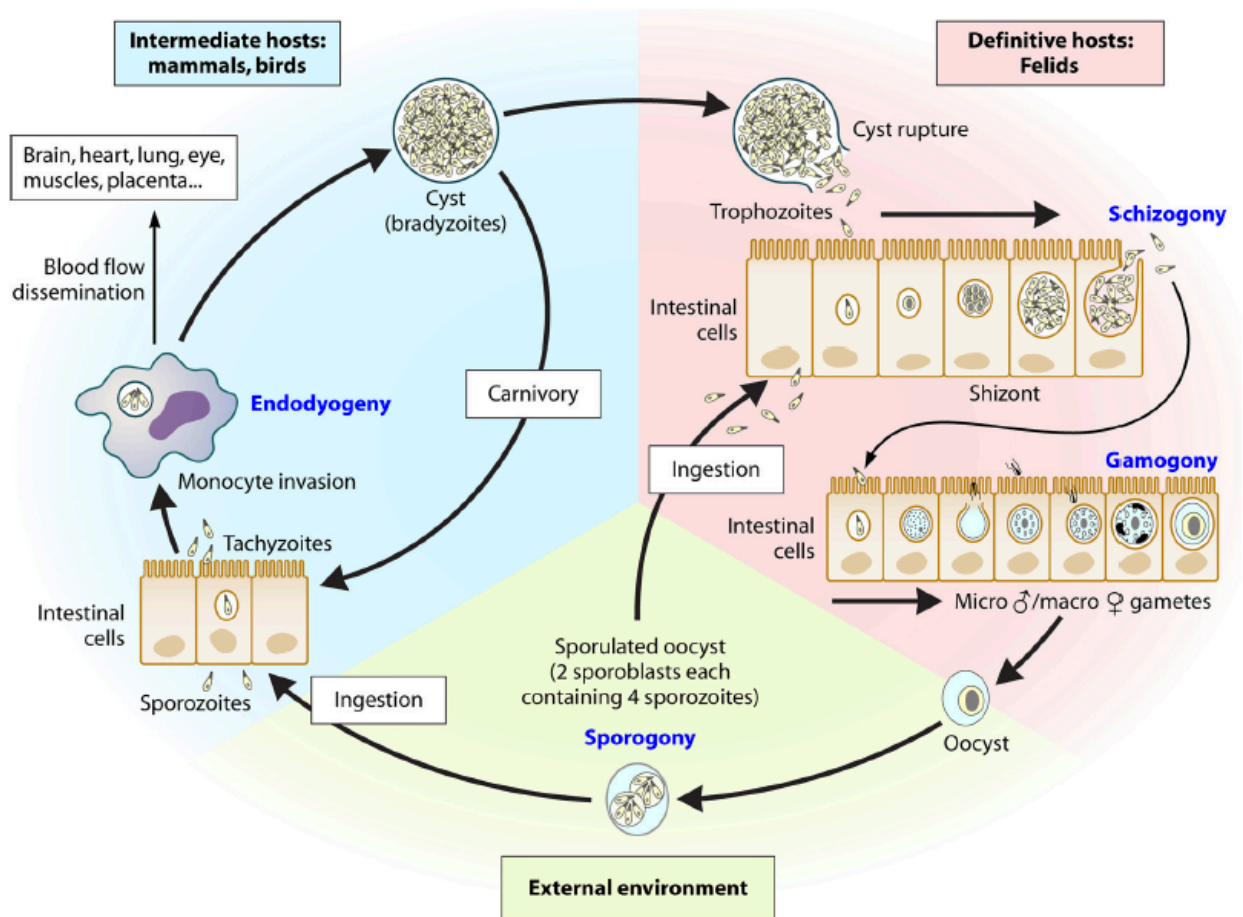 Intermediate hosts:
mammals, birds
Definitive hosts:
Felids
Brain, heart, lung, eye,
muscles, placenta...
Cyst
(bradyzoites)
Cyst rupture
Trophozoites
Schizogony
Blood flow
dissemination
Intestinal
cells
Shizont
Endodyogeny
Carnivory
Monocyte invasion
Ingestion
Gamogony
Tachyzoites
Intestinal
cells
Intestinal
cells
Micro ♂/macro ♀ gametes
Sporozoites
Ingestion
Sporulated oocyst
(2 sporoblasts each
containing 4 sporozoites)
Sporogony
Oocyst
External environment